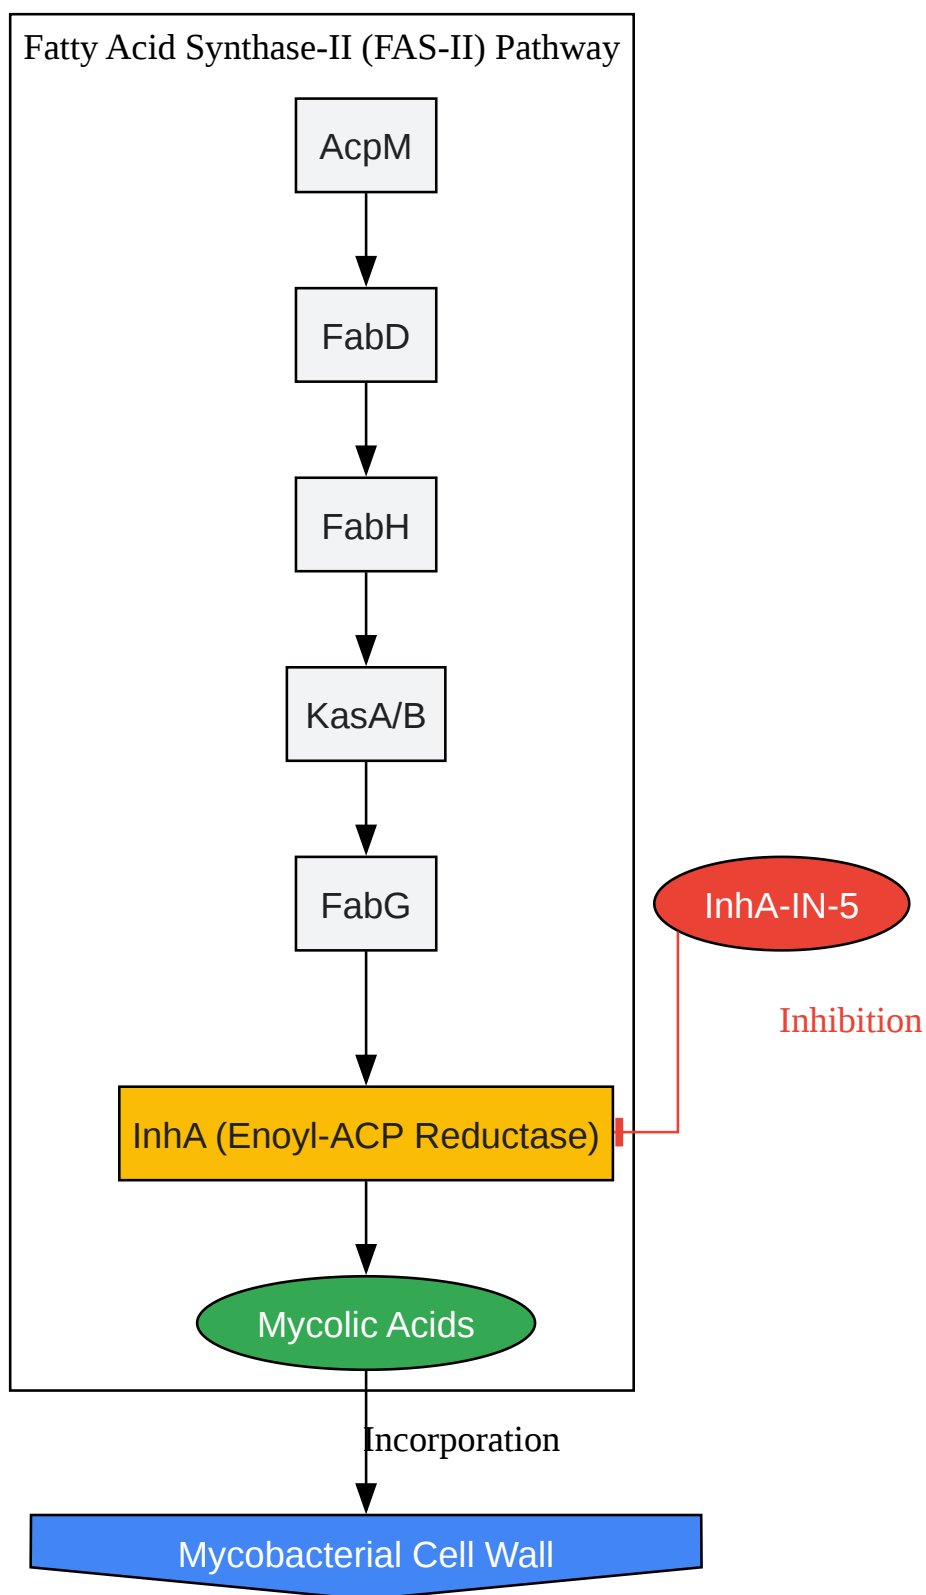 Fatty Acid Synthase-II (FAS-II) Pathway
AcpM
FabD
FabH
KasA/B
FabG
InhA-IN-5
Inhibition
InhA (Enoyl-ACP Reductase)
Mycolic Acids
Incorporation
Mycobacterial Cell Wall